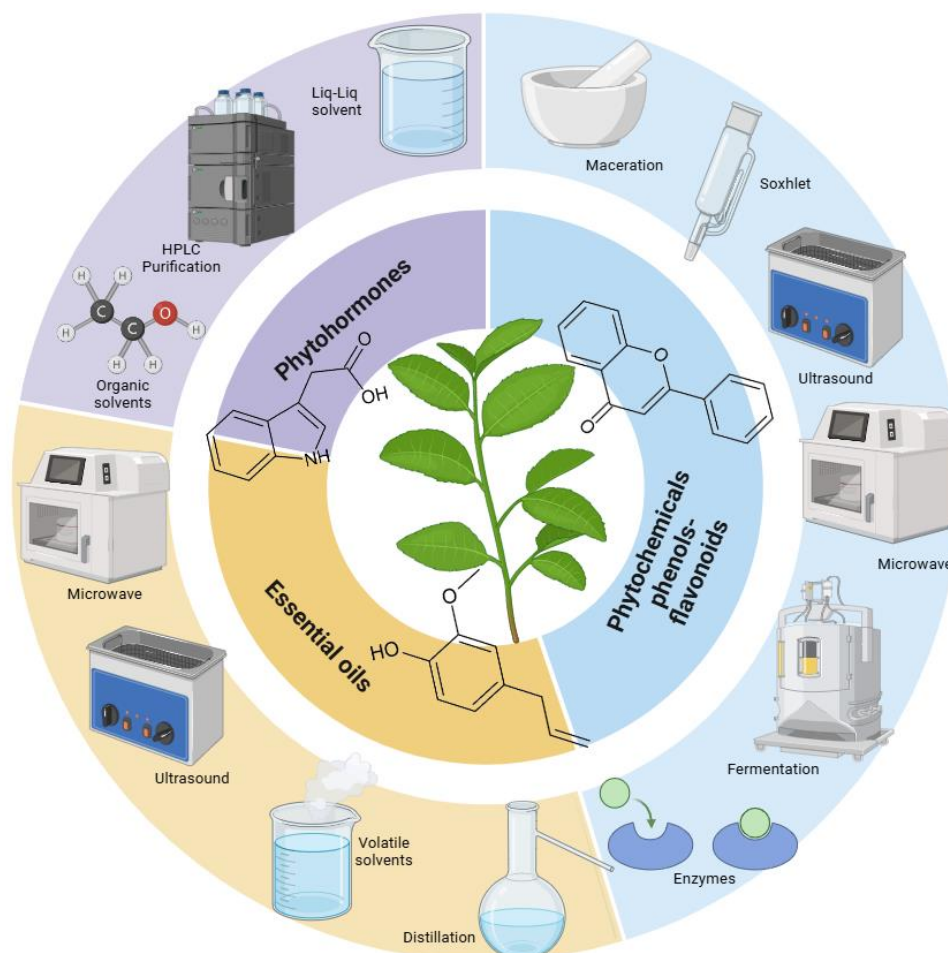 Liq-Liq
solvent
HPLC
Purification
H
H
H
C
C
O
H
H
H
Organic
solvents
Maceration
Soxhlet
Ultrasound
Microwave
Fermentation
Enzymes
Distillation
Volatile
solvents
Ultrasound
Microwave
Phytohormones
O
OH
NH
O
O
Phytochemicals
phenols-
flavonoids
Essential oils
O
HO